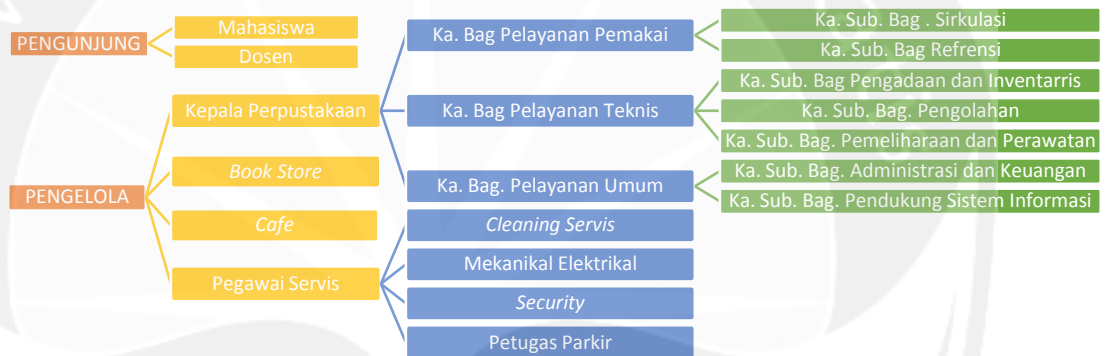 PENGUNJUNG
Mahasiswa
Dosen
PENGELOLA
Kepala Perpustakaan
Book Store
Cafe
Pegawai Servis
Ka. Bag Pelayanan Pemakai
Ka. Bag Pelayanan Teknis
Ka. Bag. Pelayanan Umum
Cleaning Servis
Mekanikal Elektrikal
Security
Petugas Parkir
Ka. Sub. Bag . Sirkulasi
Ka. Sub. Bag Refrensi
Ka. Sub. Bag Pengadaan dan Inventarris
Ka. Sub. Bag. Pengolahan
Ka. Sub. Bag. Pemeliharaan dan Perawatan
Ka. Sub. Bag. Administrasi dan Keuangan
Ka. Sub. Bag. Pendukung Sistem Informasi